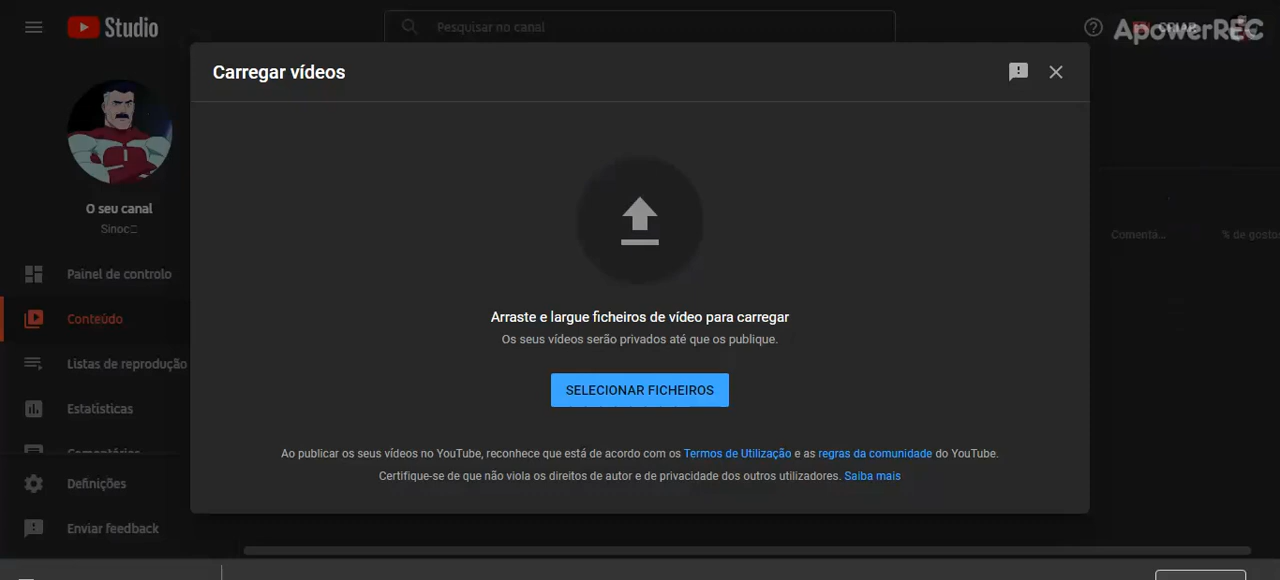 Studio
Pesquisar no canal
ApowerREC
Carregar vídeos
O seu canal
Painel de controlo
Conteúdo
Listas de reprodução
Estatísticas
Comentários
Definições
Enviar feedback
Comentá...
% de gostos
Arraste e largue ficheiros de vídeo para carregar
Os seus vídeos serão privados até que os publique.
SELECIONAR FICHEIROS
Ao publicar os seus vídeos no YouTube, reconhece que está de acordo com os Termos de Utilização e as regras da comunidade do YouTube.
Certifique-se de que não viola os direitos de autor e de privacidade dos outros utilizadores. Saiba mais